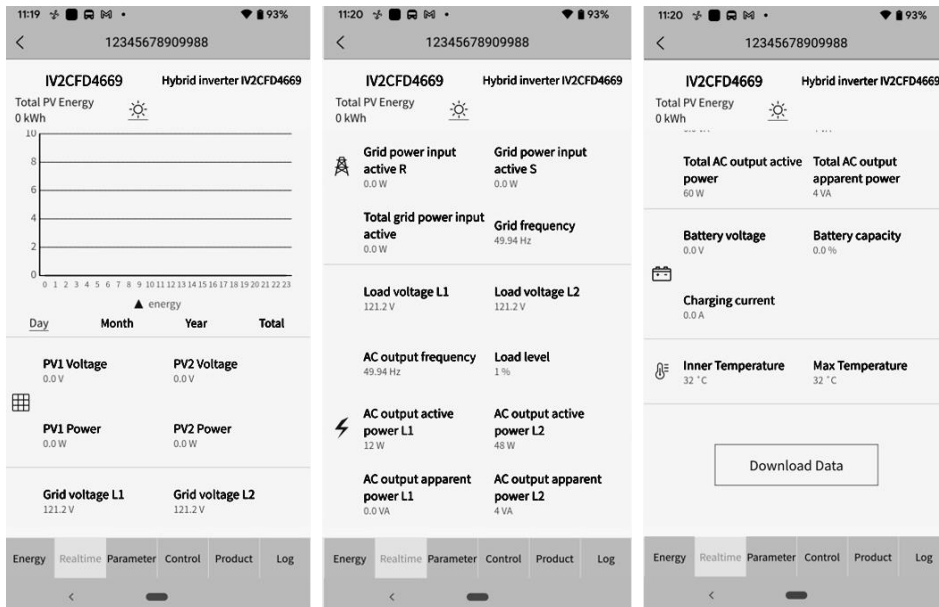 11:19 93%
12345678909988
IV2CFD4669 Hybrid inverter IV2CFD4669
Total PV Energy
0 kWh
10
8
6
4
2
0
0 1 2 3 4 5 6 7 8 9 10 11 12 13 14 15 16 17 18 19 20 21 22 23
▲ energy
Day Month Year Total
PV1 Voltage PV2 Voltage
0.0 V 0.0 V
PV1 Power PV2 Power
0.0 W 0.0 W
Grid voltage L1 Grid voltage L2
121.2 V 121.2 V
Energy Realtime Parameter Control Product Log
11:20 93%
12345678909988
IV2CFD4669 Hybrid inverter IV2CFD4669
Total PV Energy
0 kWh
Grid power input Grid power input
active R active S
0.0 W 0.0 W
Total grid power input
active Grid frequency
0.0 W 49.94 Hz
Load voltage L1 Load voltage L2
121.2 V 121.2 V
AC output frequency Load level
49.94 Hz 1 %
AC output active AC output active
power L1 power L2
12 W 48 W
AC output apparent AC output apparent
power L1 power L2
0.0 VA 4 VA
Energy Realtime Parameter Control Product Log
11:20 93%
12345678909988
IV2CFD4669 Hybrid inverter IV2CFD4669
Total PV Energy
0 kWh
Total AC output active Total AC output
power apparent power
60 W 4 VA
Battery voltage Battery capacity
0.0 V 0.0 %
Charging current
0.0 A
Inner Temperature Max Temperature
32 °C 32 °C
Download Data
Energy Realtime Parameter Control Product Log